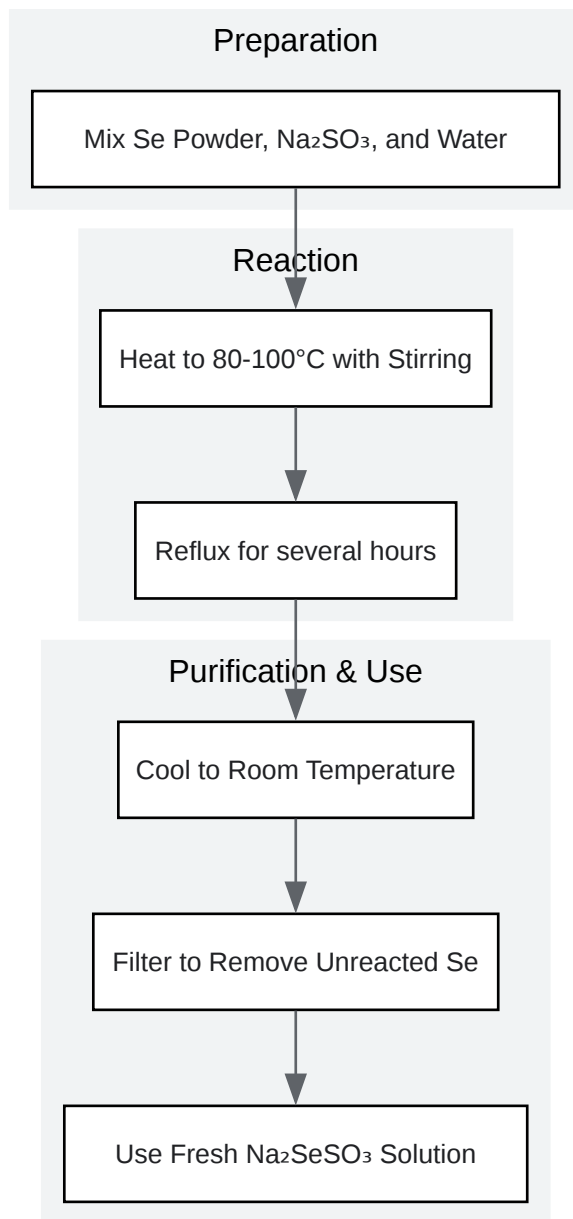 Preparation
Mix Se Powder, Na₂SO₃, and Water
Reaction
Heat to 80-100°C with Stirring
Reflux for several hours
Purification & Use
Cool to Room Temperature
Filter to Remove Unreacted Se
Use Fresh Na₂SeSO₃ Solution